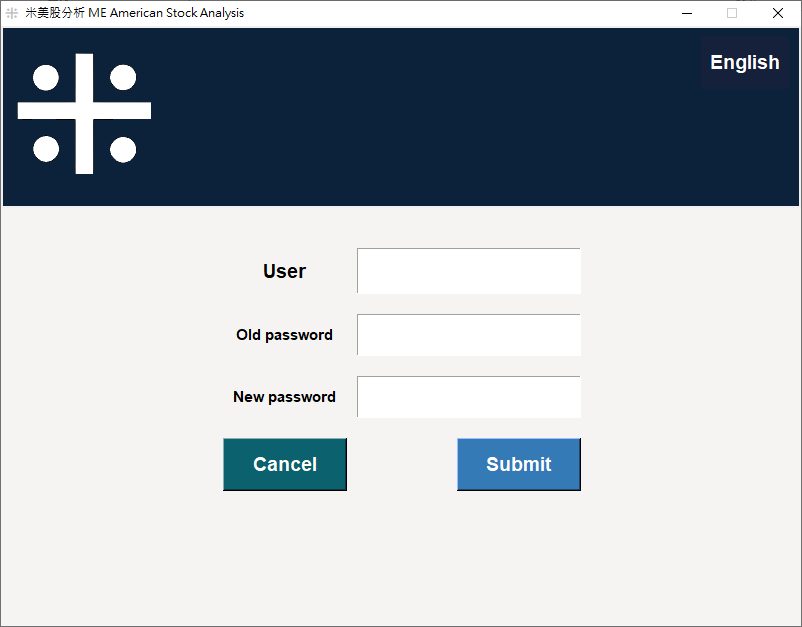 米美股分析 ME American Stock Analysis
English
User
Old password
New password
Cancel
Submit